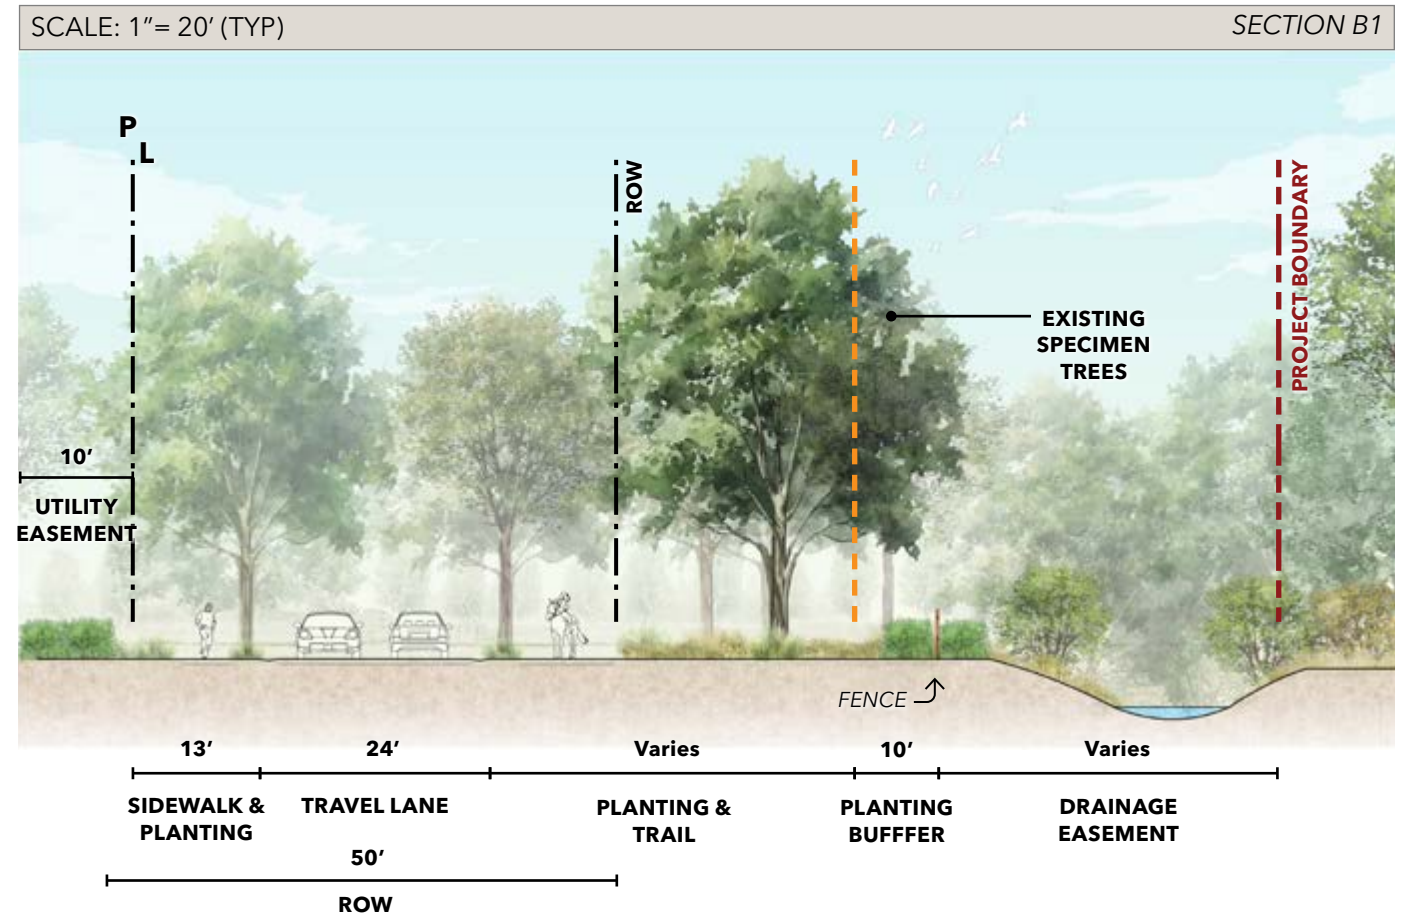 SCALE: 1”= 20’ (TYP)
SECTION B1
P
L
ROW
PROJECT BOUNDARY
EXISTING
SPECIMEN
TREES
10’
UTILITY
EASEMENT
FENCE
13’
24’
Varies
10’
Varies
SIDEWALK &
PLANTING
TRAVEL LANE
PLANTING &
TRAIL
PLANTING
BUFFFER
DRAINAGE
EASEMENT
50’
ROW